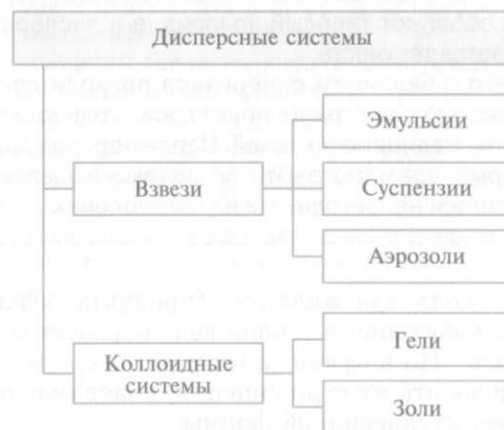 Дисперсные системы
Эмульсии
Взвези
Суспензии
Аэрозоли
Гели
Коллоидные
системы
Золи